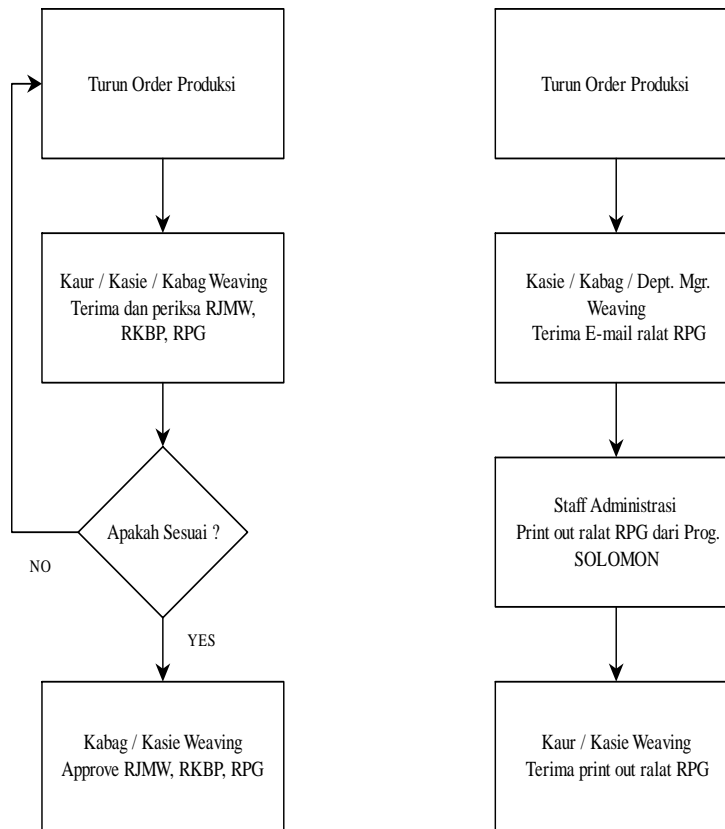 Turun Order Produksi
Kaur / Kasie / Kabag Weaving
Terima dan periksa RJMW,
RKBP, RPG
Apakah Sesuai ?
NO
YES
Kabag / Kasie Weaving
Approve RJMW, RKBP, RPG
Turun Order Produksi
Kasie / Kabag / Dept. Mgr.
Weaving
Terima E-mail ralat RPG
Staff Administrasi
Print out ralat RPG dari Prog.
SOLOMON
Kaur / Kasie Weaving
Terima print out ralat RPG